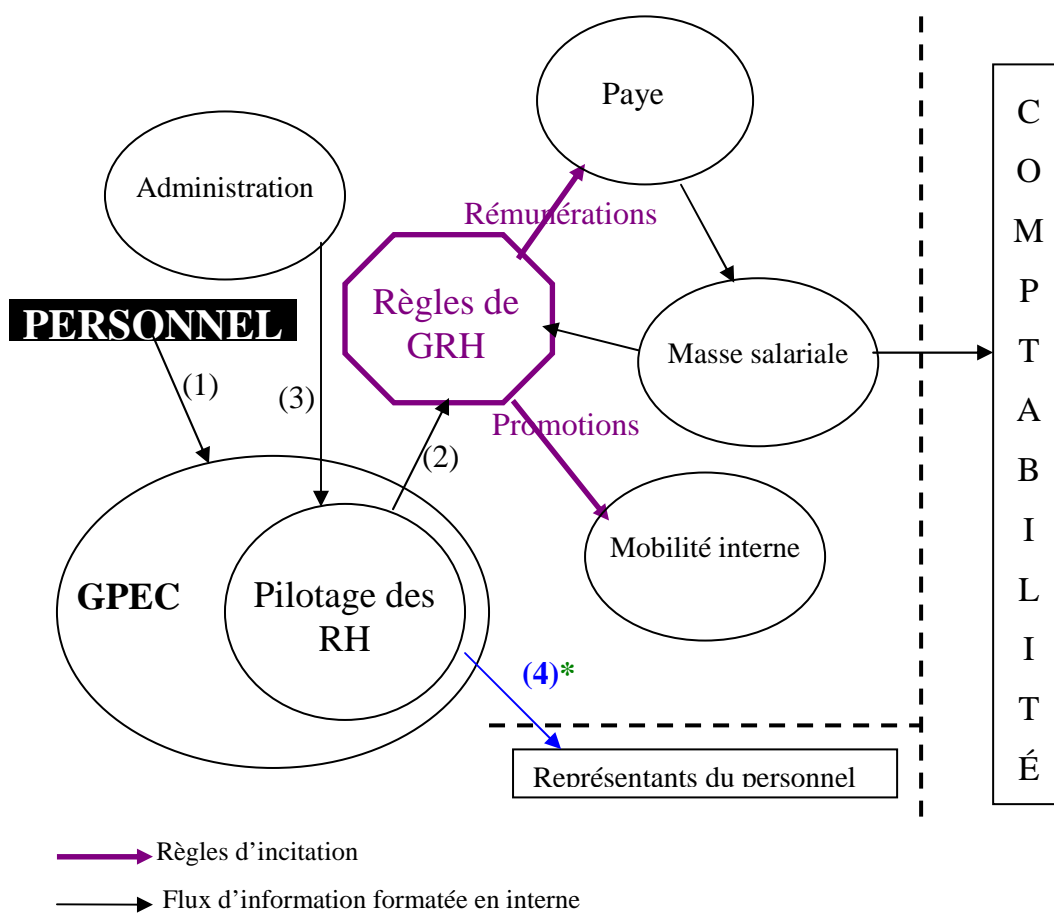 Paye
Administration
Rémunérations
Règles de
GRH
PERSONNEL
Masse salariale
(1)
(3)
(2)
Promotions
Mobilité interne
GPEC
Pilotage des
RH
(4)*
Représentants du personnel
C
O
M
P
T
A
B
I
L
I
T
É
Règles d’incitation
Flux d’information formatée en interne